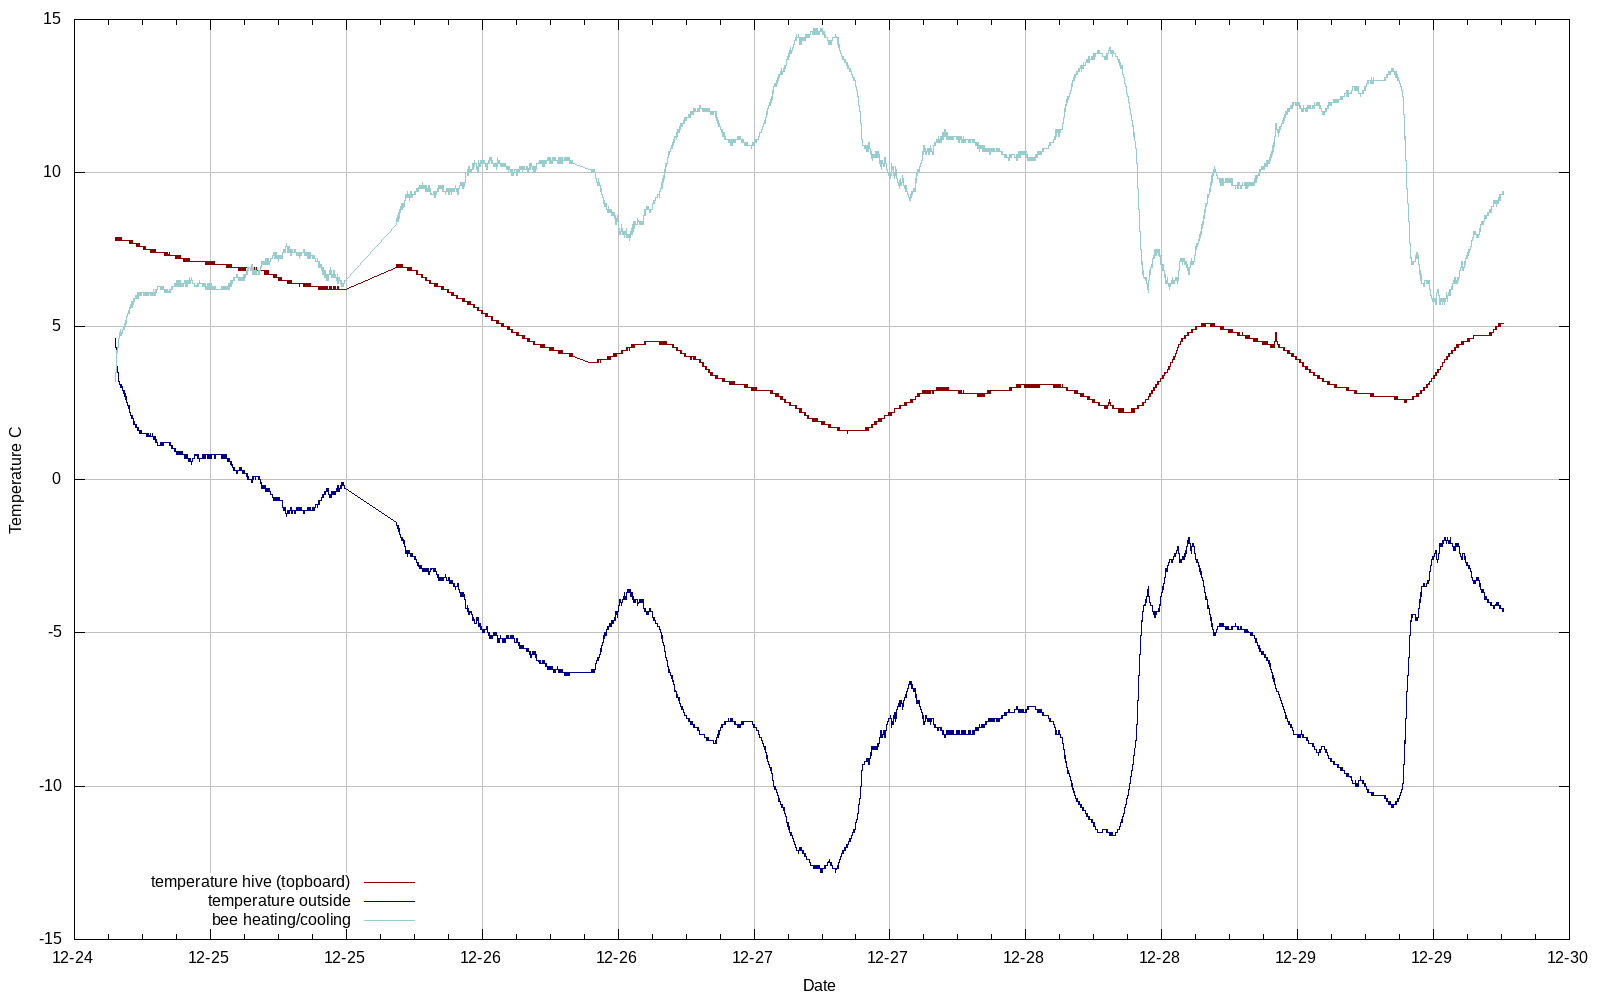 15
10
5
0
-5
-10
-15
Temperature C
temperature hive (topboard)
temperature outside
bee heating/cooling
12-24 12-25 12-25 12-26 12-26 12-27 12-27 12-28 12-28 12-29 12-29 12-30
Date